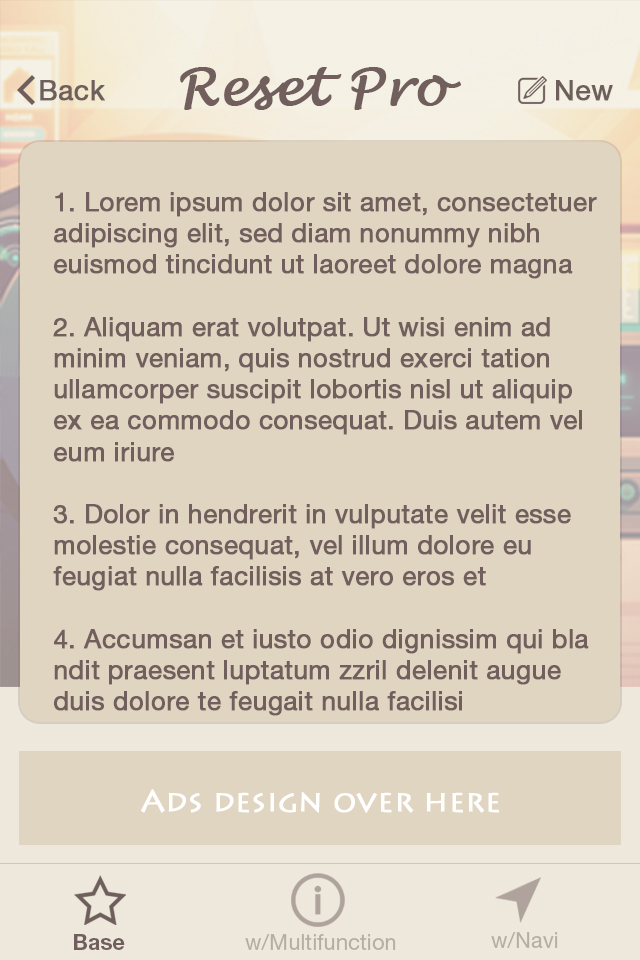 Back
Reset Pro
New
1. Lorem ipsum dolor sit amet, consectetuer
adipiscing elit, sed diam nonummy nibh
euismod tincidunt ut laoreet dolore magna
2. Aliquam erat volutpat. Ut wisi enim ad
minim veniam, quis nostrud exerci tation
ullamcorper suscipit lobortis nisl ut aliquip
ex ea commodo consequat. Duis autem vel
eum iriure
3. Dolor in hendrerit in vulputate velit esse
molestie consequat, vel illum dolore eu
feugiat nulla facilisis at vero eros et
4. Accumsan et iusto odio dignissim qui bla
ndit praesent luptatum zzril delenit augue
duis dolore te feugait nulla facilisi
Ads design over here
Base
w/Multifunction
w/Navi